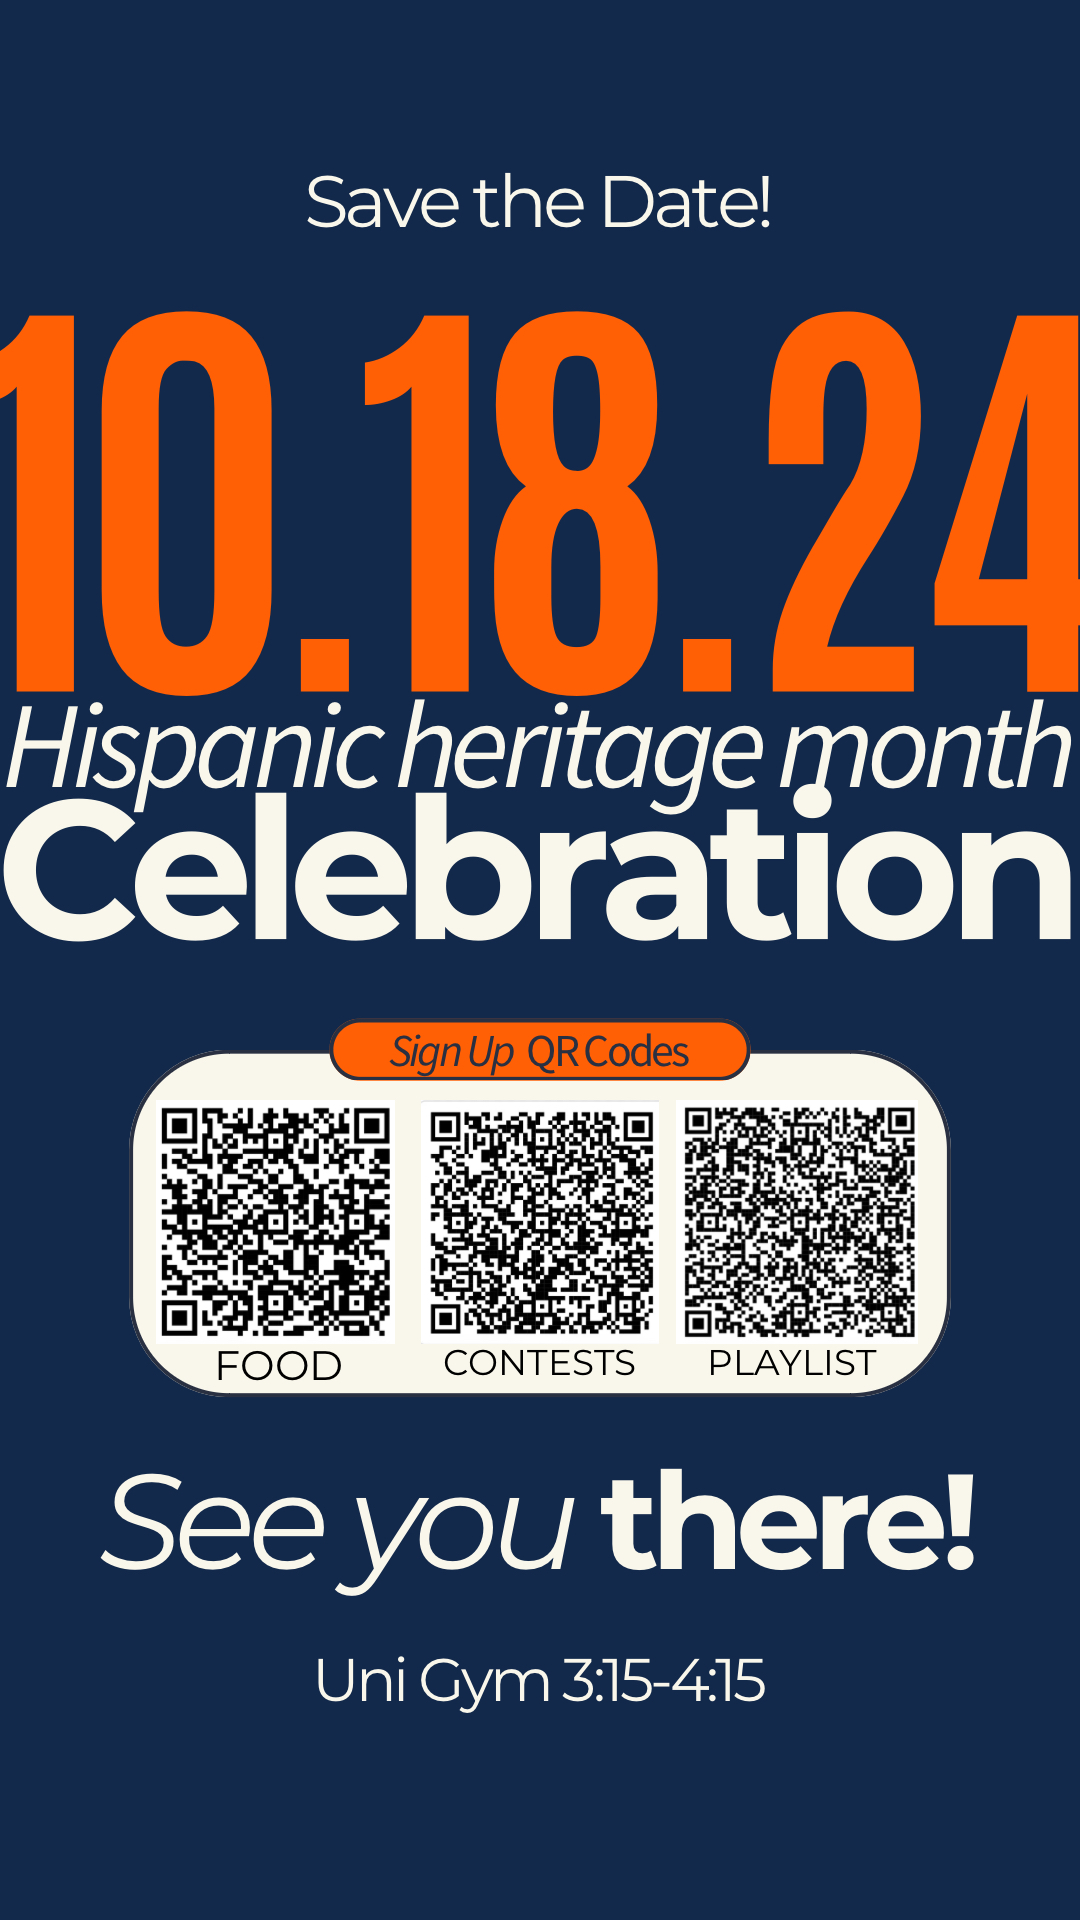 Save the Date!
10.18.24
Hispanic heritage month
Celebration
Sign Up QR Codes
FOOD
CONTESTS
PLAYLIST
See you there!
Uni Gym 3:15-4:15